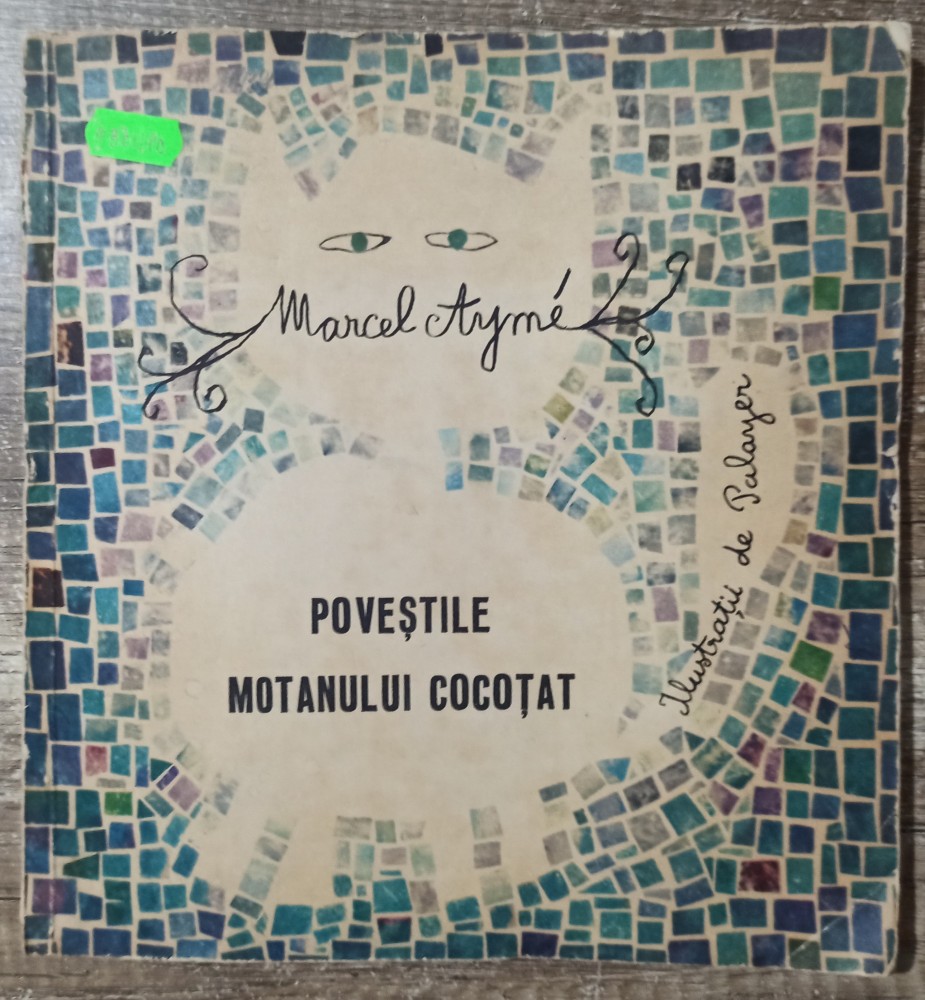 Marcel Aymé
Ilustrații de Palayer
POVEȘTILE
MOTANULUI COCOȚAT